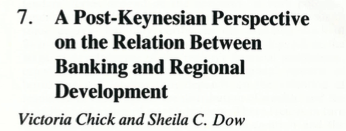 7. A Post-Keynesian Perspective
on the Relation Between
Banking and Regional
Development
Victoria Chick and Sheila C. Dow